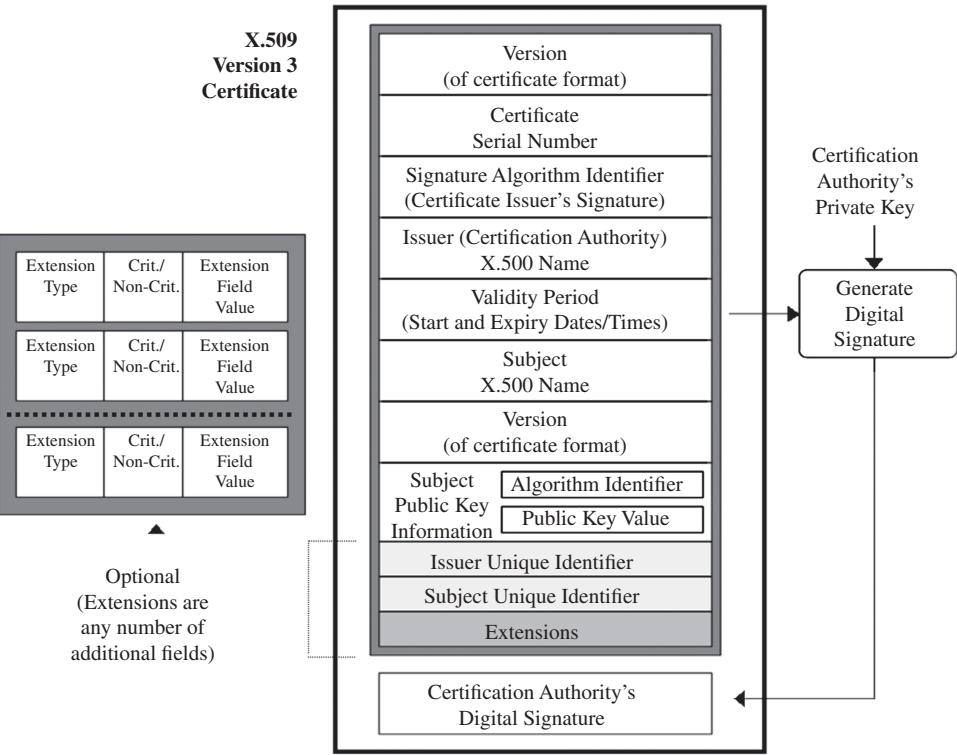 X.509
Version 3
Certificate
Version
(of certificate format)
Certificate
Serial Number
Signature Algorithm Identifier
(Certificate Issuer's Signature)
Issuer (Certification Authority)
X.500 Name
Validity Period
(Start and Expiry Dates/Times)
Subject
X.500 Name
Version
(of certificate format)
Subject
Public Key
Information
Algorithm Identifier
Public Key Value
Issuer Unique Identifier
Subject Unique Identifier
Extensions
Certification Authority's
Digital Signature
Certification
Authority's
Private Key
Generate
Digital
Signature
Extension
Type
Crit./
Non-Crit.
Extension
Field
Value
Extension
Type
Crit./
Non-Crit.
Extension
Field
Value
Extension
Type
Crit./
Non-Crit.
Extension
Field
Value
Optional
(Extensions are
any number of
additional fields)